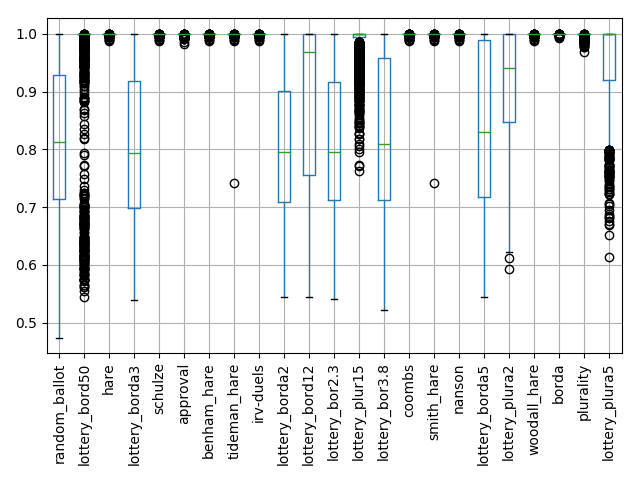 1.0
0.9
0.8
0.7
0.6
0.5
random_ballot
lottery_bord50
hare
lottery_borda3
schulze
approval
benham_hare
tideman_hare
irv-duels
lottery_borda2
lottery_bord12
lottery_bor2.3
lottery_plur15
lottery_bor3.8
coombs
smith_hare
nanson
lottery_borda5
lottery_plura2
woodall_hare
borda
plurality
lottery_plura5